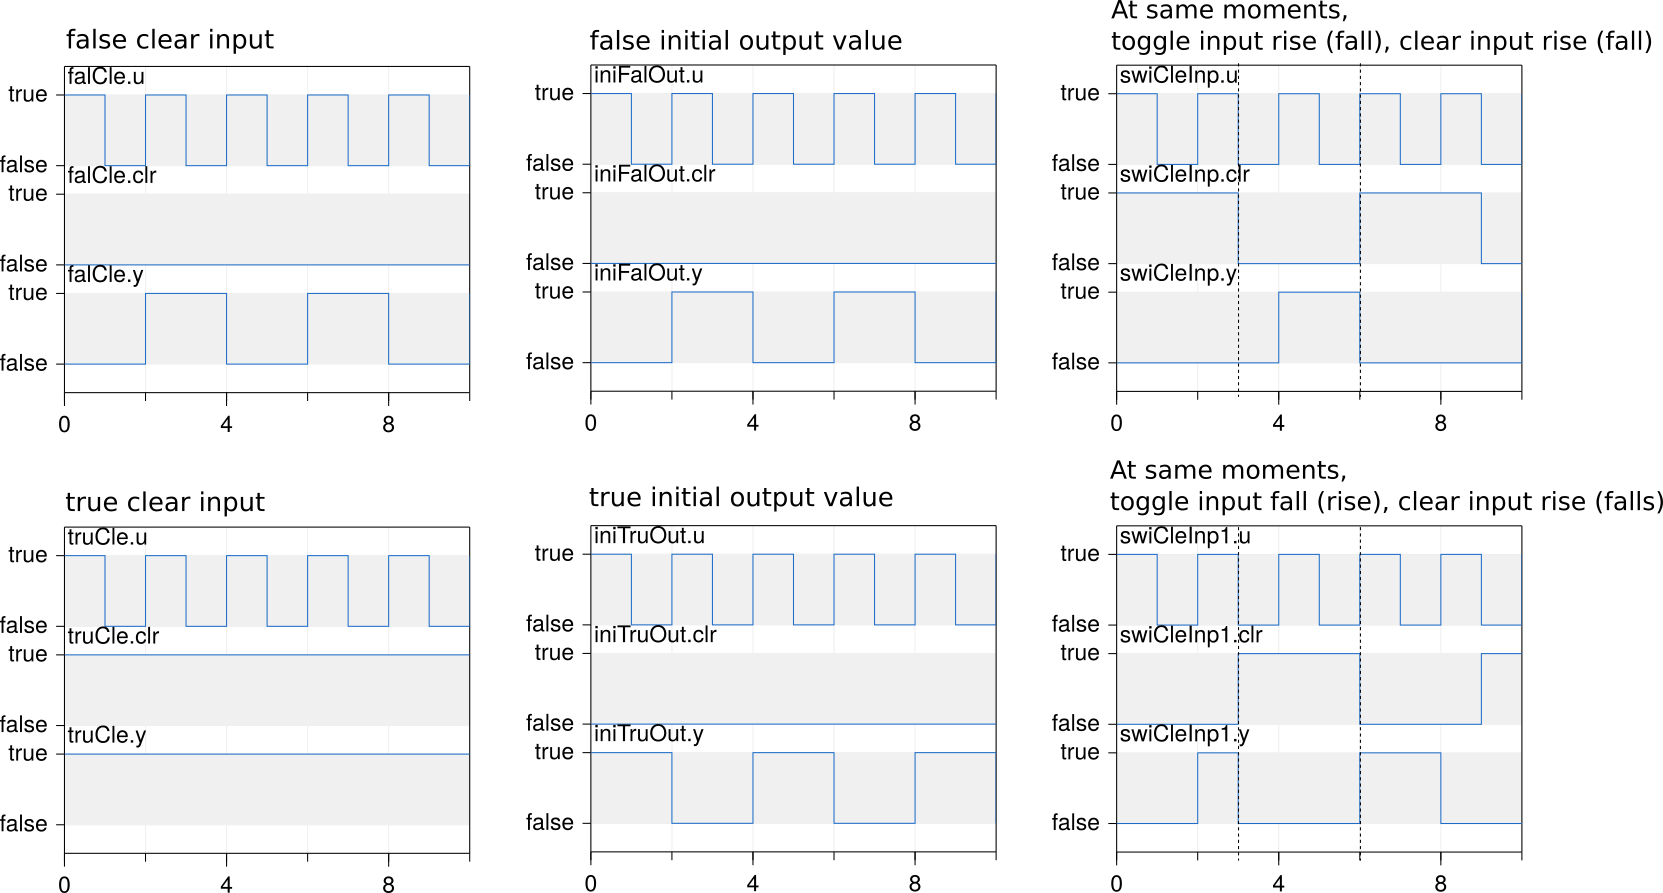 false clear input
falCle.u
true
false
falCle.clr
true
false
falCle.y
true
false
0 4 8
false initial output value
iniFalOut.u
true
false
iniFalOut.clr
true
false
iniFalOut.y
true
false
0 4 8
At same moments,
toggle input rise (fall), clear input rise (fall)
swiCleInp.u
true
false
swiCleInp.clr
true
false
swiCleInp.y
true
false
0 4 8
true clear input
truCle.u
true
false
truCle.clr
true
false
truCle.y
true
false
0 4 8
true initial output value
iniTruOut.u
true
false
iniTruOut.clr
true
false
iniTruOut.y
true
false
0 4 8
At same moments,
toggle input fall (rise), clear input rise (falls)
swiCleInp1.u
true
false
swiCleInp1.clr
true
false
swiCleInp1.y
true
false
0 4 8